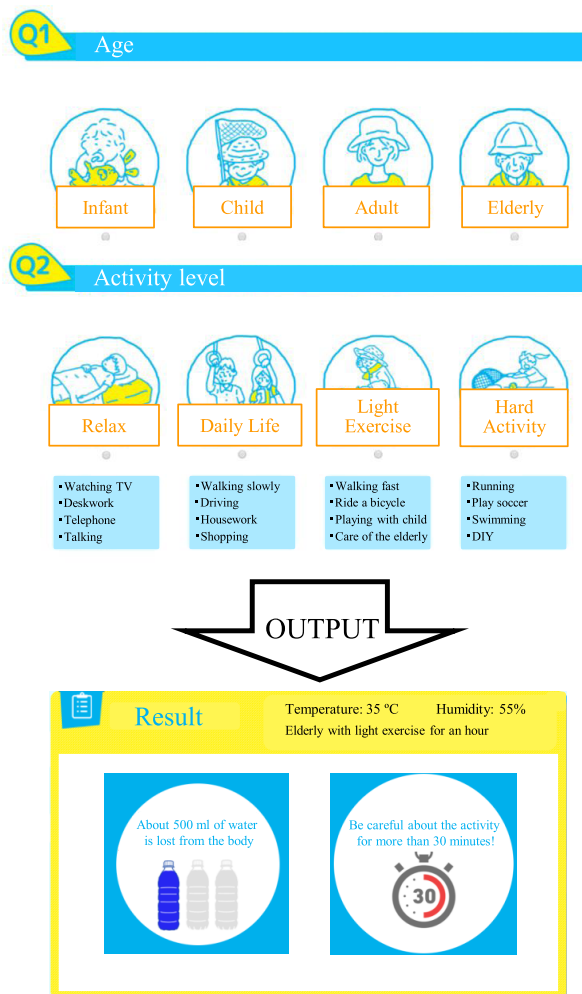 Q1
Age
Infant
Child
Adult
Elderly
Q2
Activity level
Relax
Daily Life
Light
Exercise
Hard
Activity
▪Watching TV
▪Deskwork
▪Telephone
▪Talking
▪Walking slowly
▪Driving
▪Housework
▪Shopping
▪Walking fast
▪Ride a bicycle
▪Playing with child
▪Care of the elderly
▪Running
▪Play soccer
▪Swimming
▪DIY
OUTPUT
Result
Temperature: 35 ºC Humidity: 55%
Elderly with light exercise for an hour
About 500 ml of water
is lost from the body
Be careful about the activity
for more than 30 minutes!
30